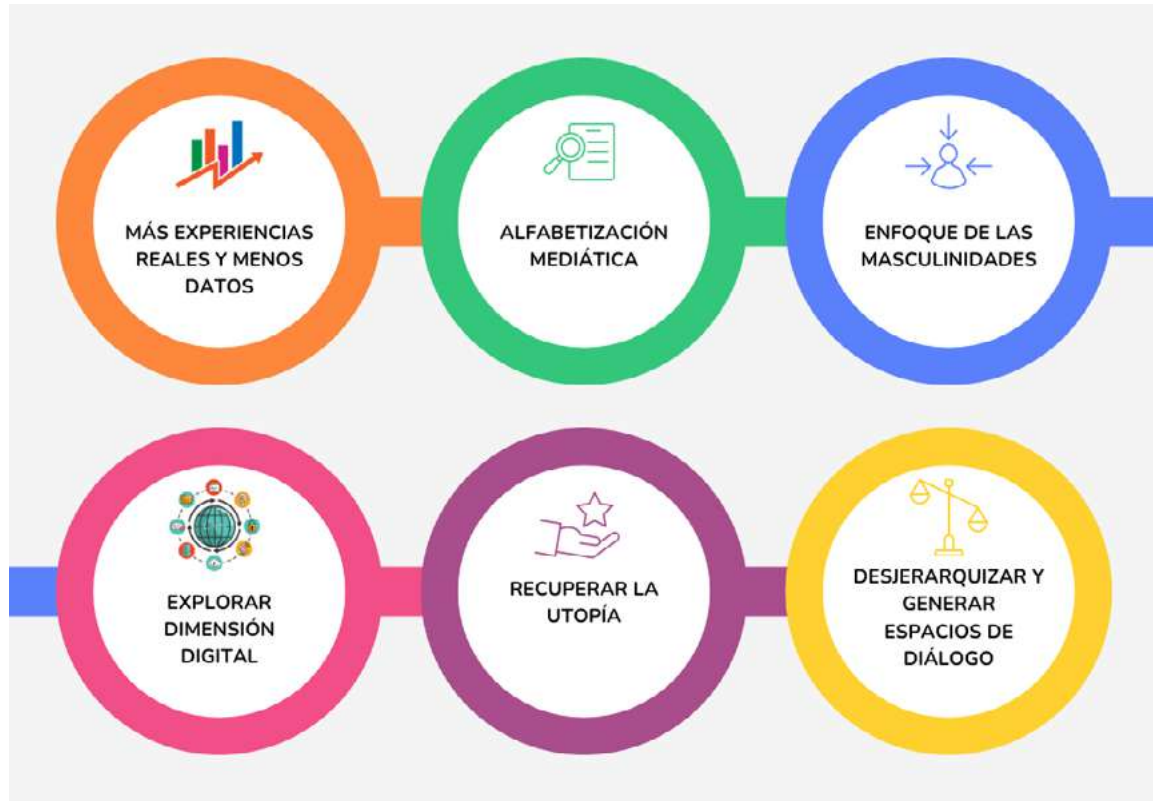 MÁS EXPERIENCIAS
REALES Y MENOS
DATOS
ALFABETIZACIÓN
MEDIÁTICA
ENFOQUE DE LAS
MASCULINIDADES
EXPLORAR
DIMENSIÓN
DIGITAL
RECUPERAR LA
UTOPÍA
DESJERARQUIZAR Y
GENERAR
ESPACIOS DE
DIÁLOGO